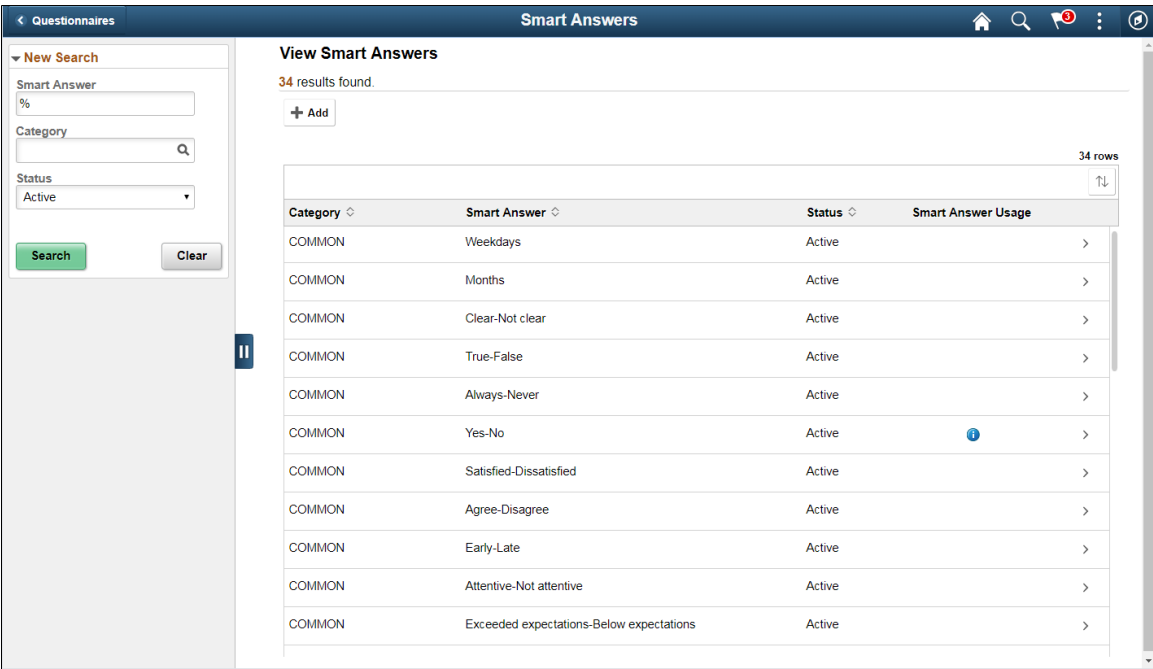 Questionnaires
Smart Answers
3
New Search
Smart Answer
%
Category
Status
Active
Search
Clear
View Smart Answers
34 results found.
Add
34 rows
Category Smart Answer Status Smart Answer Usage
COMMON Weekdays Active
COMMON Months Active
COMMON Clear-Not clear Active
COMMON True-False Active
COMMON Always-Never Active
COMMON Yes-No Active
COMMON Satisfied-Dissatisfied Active
COMMON Agree-Disagree Active
COMMON Early-Late Active
COMMON Attentive-Not attentive Active
COMMON Exceeded expectations-Below expectations Active